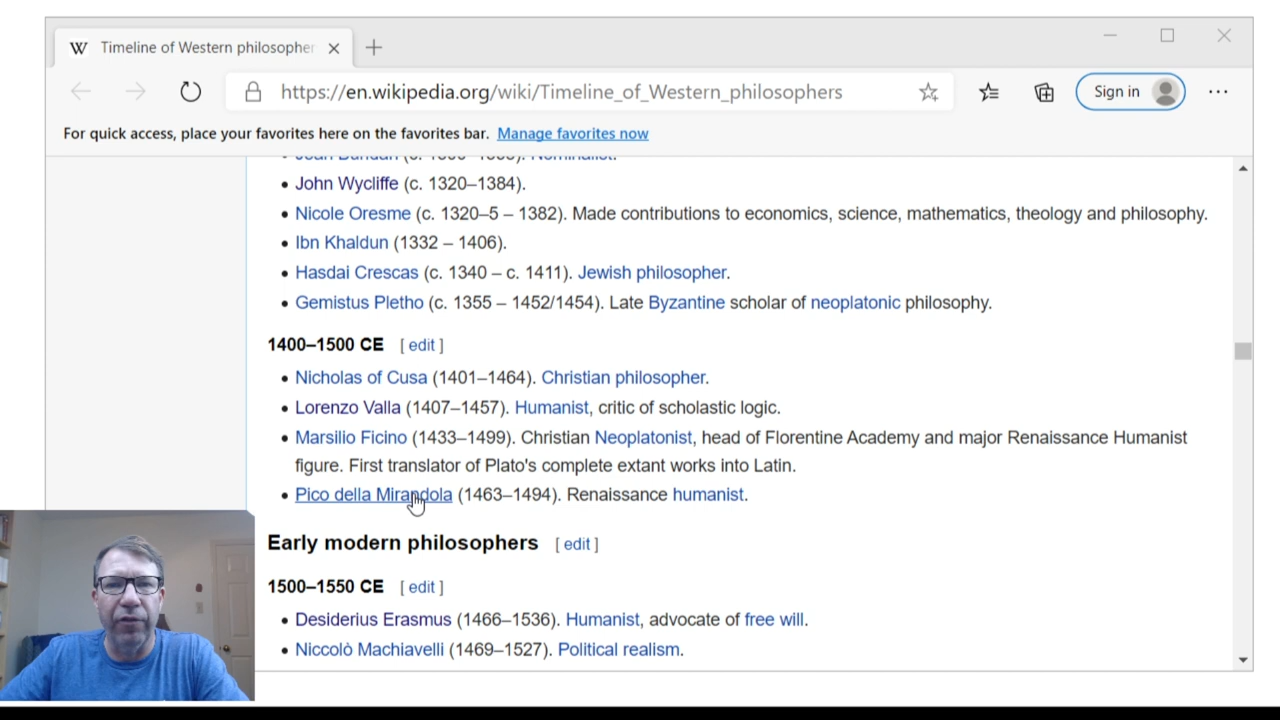 W Timeline of Western philosopher
https://en.wikipedia.org/wiki/Timeline_of_Western_philosophers
Sign in
For quick access, place your favorites here on the favorites bar. Manage favorites now
• John Wycliffe (c. 1320–1384).
• Nicole Oresme (c. 1320–5 – 1382). Made contributions to economics, science, mathematics, theology and philosophy.
• Ibn Khaldun (1332 – 1406).
• Hasdai Crescas (c. 1340 – c. 1411). Jewish philosopher.
• Gemistus Pletho (c. 1355 – 1452/1454). Late Byzantine scholar of neoplatonic philosophy.
1400–1500 CE [ edit ]
• Nicholas of Cusa (1401–1464). Christian philosopher.
• Lorenzo Valla (1407–1457). Humanist, critic of scholastic logic.
• Marsilio Ficino (1433–1499). Christian Neoplatonist, head of Florentine Academy and major Renaissance Humanist
figure. First translator of Plato's complete extant works into Latin.
• Pico della Mirandola (1463–1494). Renaissance humanist.
Early modern philosophers [ edit ]
1500–1550 CE [ edit ]
• Desiderius Erasmus (1466–1536). Humanist, advocate of free will.
• Niccolò Machiavelli (1469–1527). Political realism.